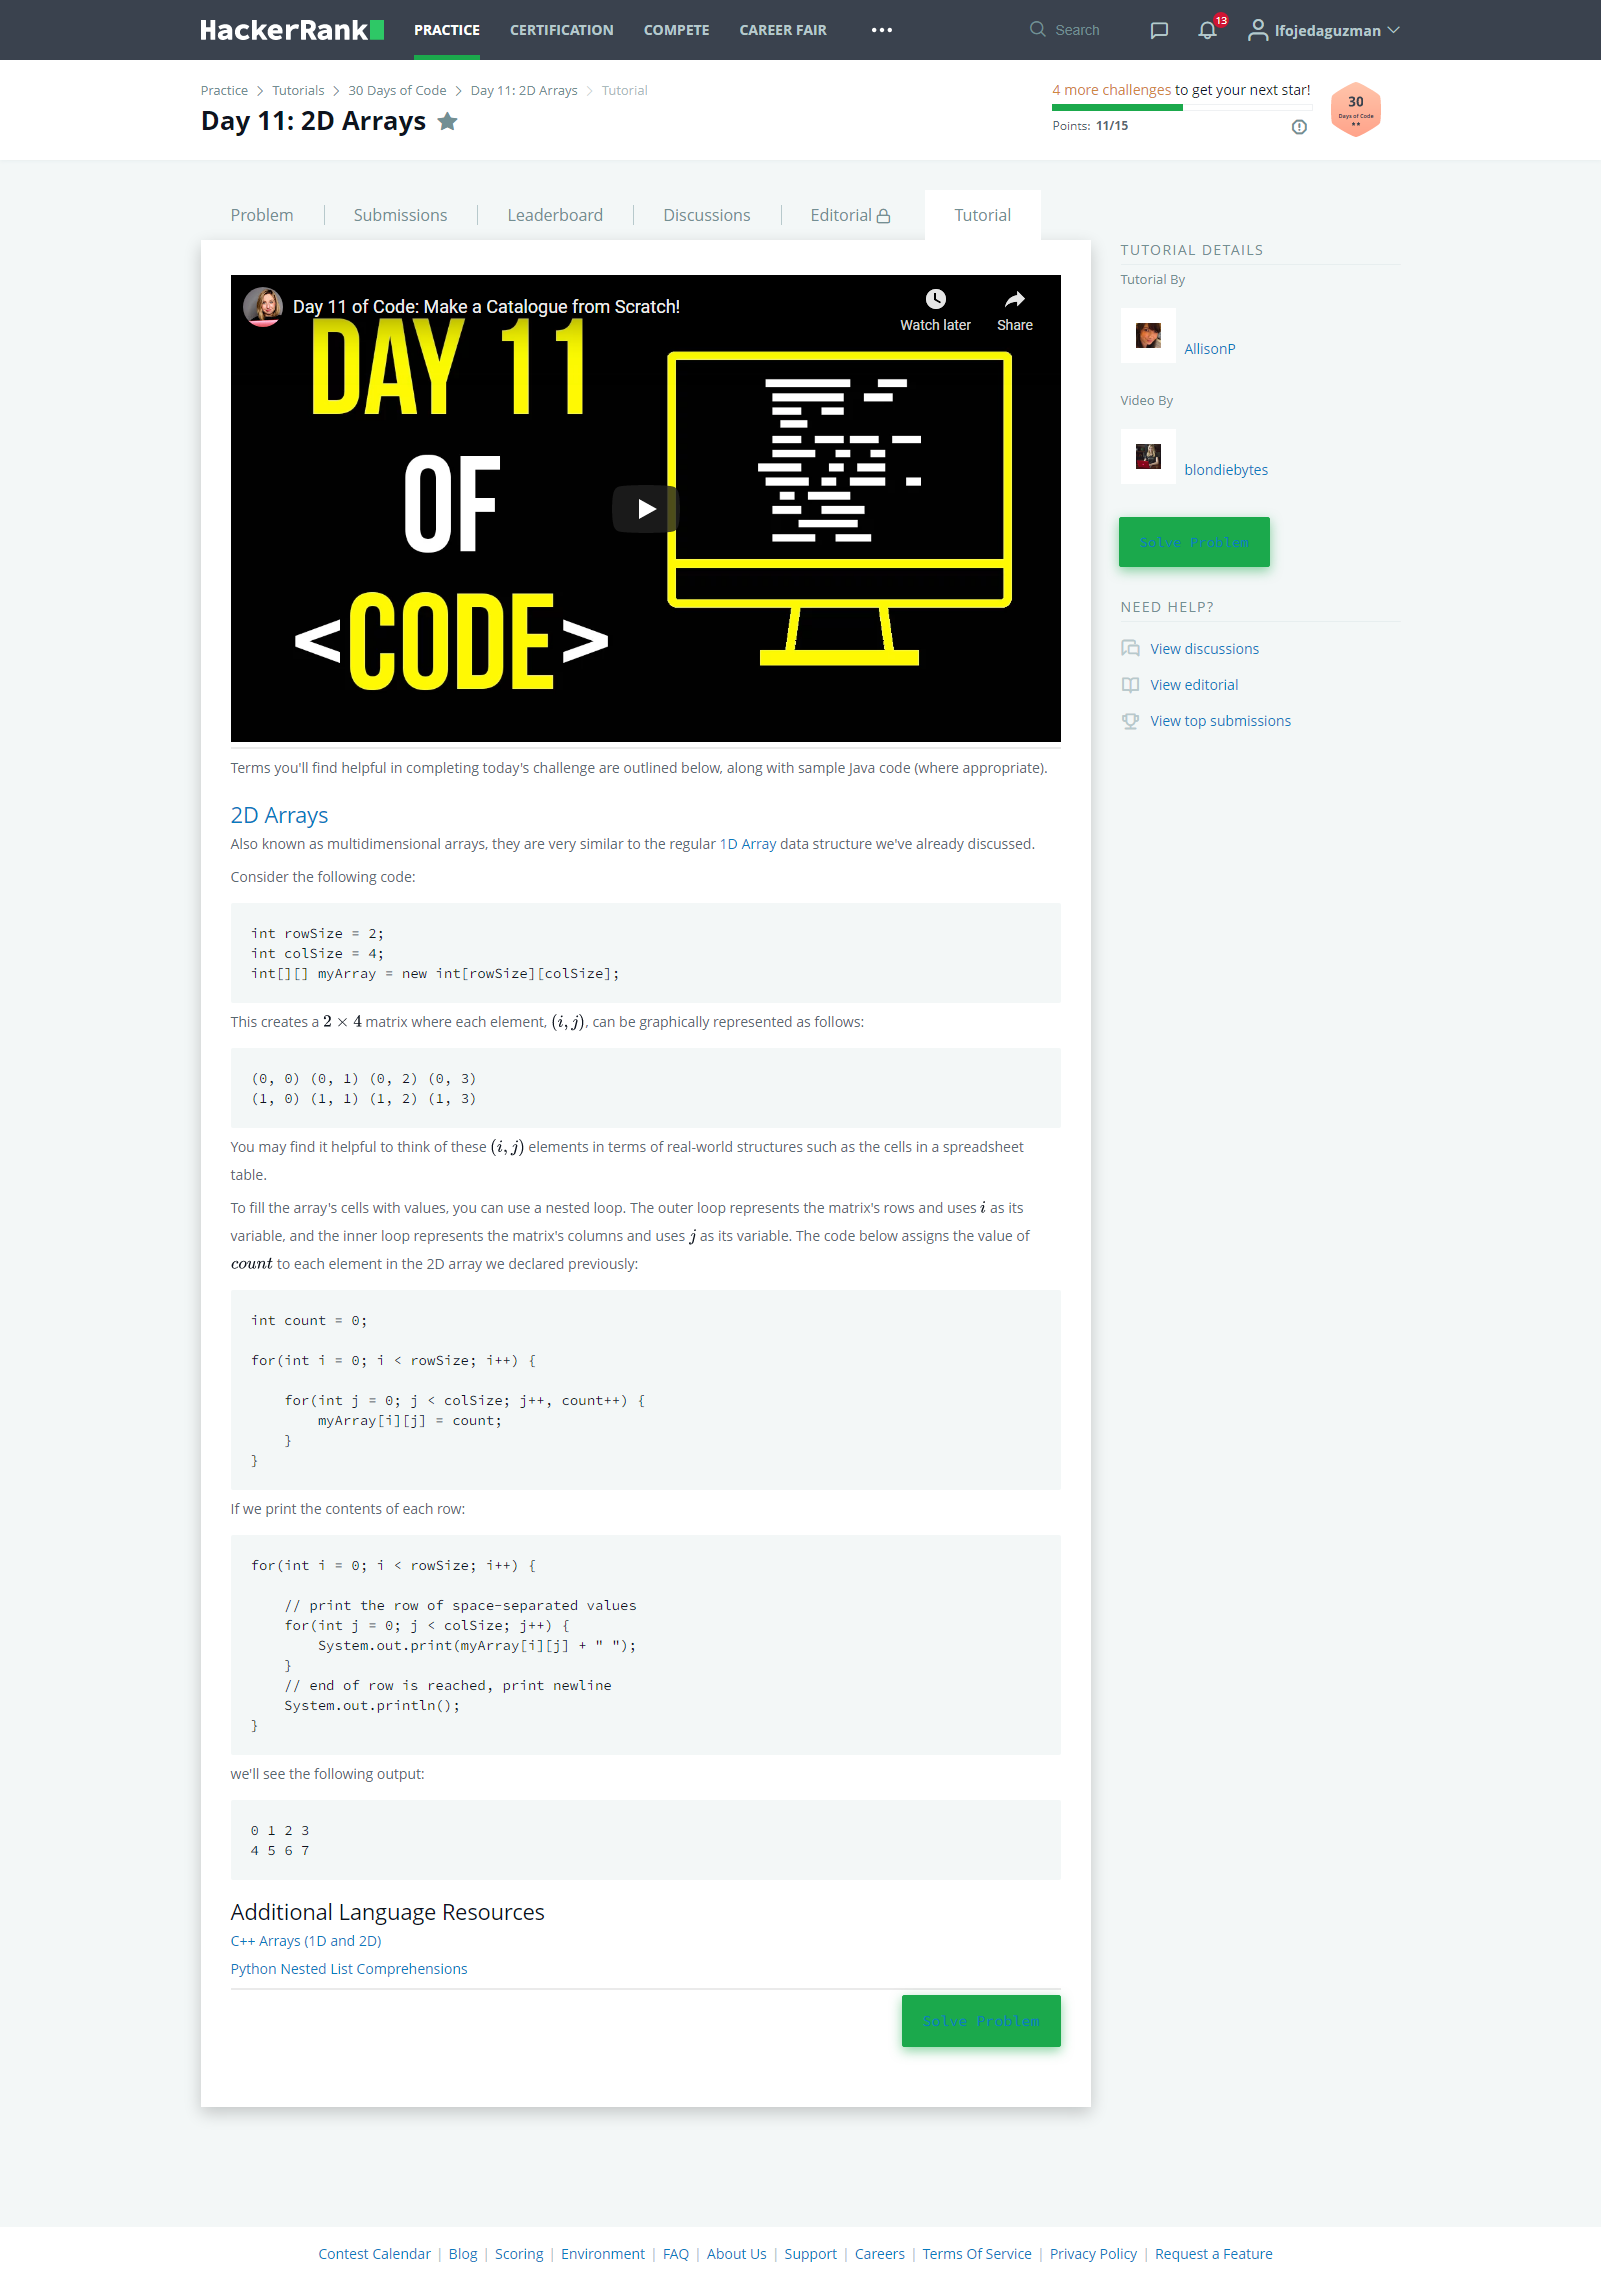 HackerRank PRACTICE CERTIFICATION COMPETE CAREER FAIR ••• Search 13 lfojedaguzman
Practice > Tutorials > 30 Days of Code > Day 11: 2D Arrays > Tutorial
Day 11: 2D Arrays
4 more challenges to get your next star!
Points: 11/15
30
Days of Code
Problem Submissions Leaderboard Discussions Editorial Tutorial
Day 11 of Code: Make a Catalogue from Scratch!
Watch later Share
DAY 11
OF
<CODE>
Terms you'll find helpful in completing today's challenge are outlined below, along with sample Java code (where appropriate).
2D Arrays
Also known as multidimensional arrays, they are very similar to the regular 1D Array data structure we've already discussed.
Consider the following code:
int rowSize = 2;
int colSize = 4;
int[][] myArray = new int[rowSize][colSize];
This creates a 2 × 4 matrix where each element, (i, j), can be graphically represented as follows:
(0, 0) (0, 1) (0, 2) (0, 3)
(1, 0) (1, 1) (1, 2) (1, 3)
You may find it helpful to think of these (i, j) elements in terms of real-world structures such as the cells in a spreadsheet
table.
To fill the array's cells with values, you can use a nested loop. The outer loop represents the matrix's rows and uses i as its
variable, and the inner loop represents the matrix's columns and uses j as its variable. The code below assigns the value of
count to each element in the 2D array we declared previously:
int count = 0;
for(int i = 0; i < rowSize; i++) {
for(int j = 0; j < colSize; j++, count++) {
myArray[i][j] = count;
}
}
If we print the contents of each row:
for(int i = 0; i < rowSize; i++) {
// print the row of space-separated values
for(int j = 0; j < colSize; j++) {
System.out.print(myArray[i][j] + " ");
}
// end of row is reached, print newline
System.out.println();
}
we'll see the following output:
0 1 2 3
4 5 6 7
Additional Language Resources
C++ Arrays (1D and 2D)
Python Nested List Comprehensions
Solve Problem
TUTORIAL DETAILS
Tutorial By
AllisonP
Video By
blondiebytes
Solve Problem
NEED HELP?
View discussions
View editorial
View top submissions
Contest Calendar | Blog | Scoring | Environment | FAQ | About Us | Support | Careers | Terms Of Service | Privacy Policy | Request a Feature